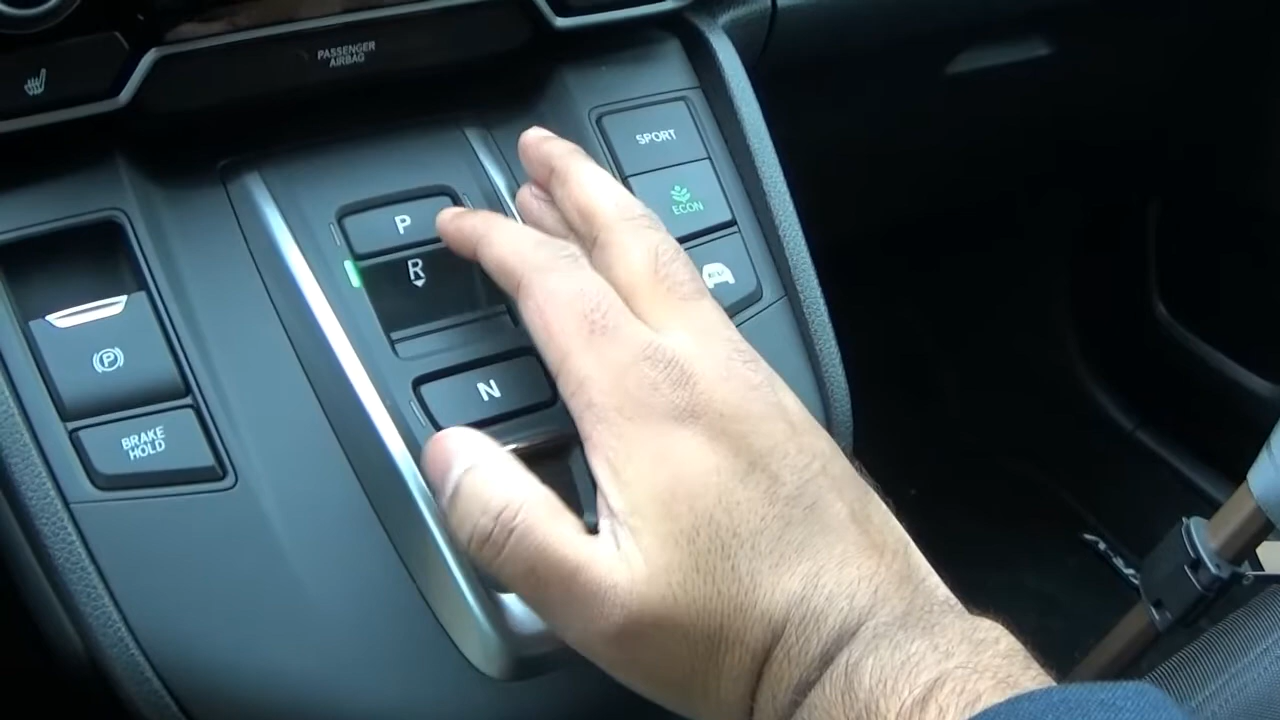 PASSENGER
AIRBAG
SPORT
P
ECON
R
P
N
BRAKE
HOLD